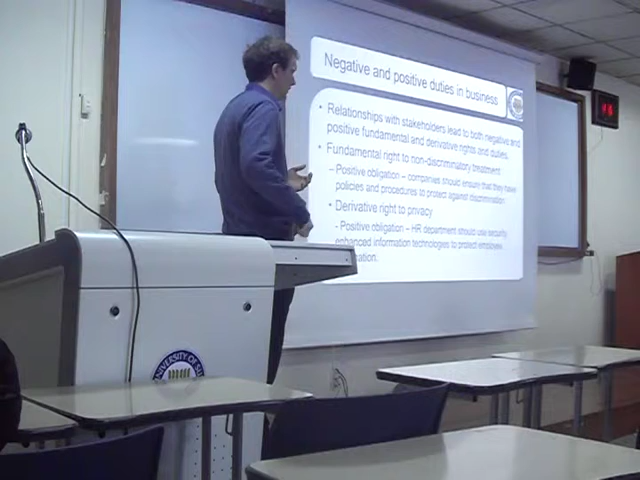 Negative and positive duties in business
• Relationships with stakeholders lead to both negative and
positive fundamental and derivative rights and duties.
• Fundamental right to non-discriminatory treatment
– Positive obligation – companies should ensure that they have
policies and procedures to protect against discrimination
• Derivative right to privacy
- Positive obligation – HR department should use security
enhanced information technologies to protect employee
UNIVERSITY OF